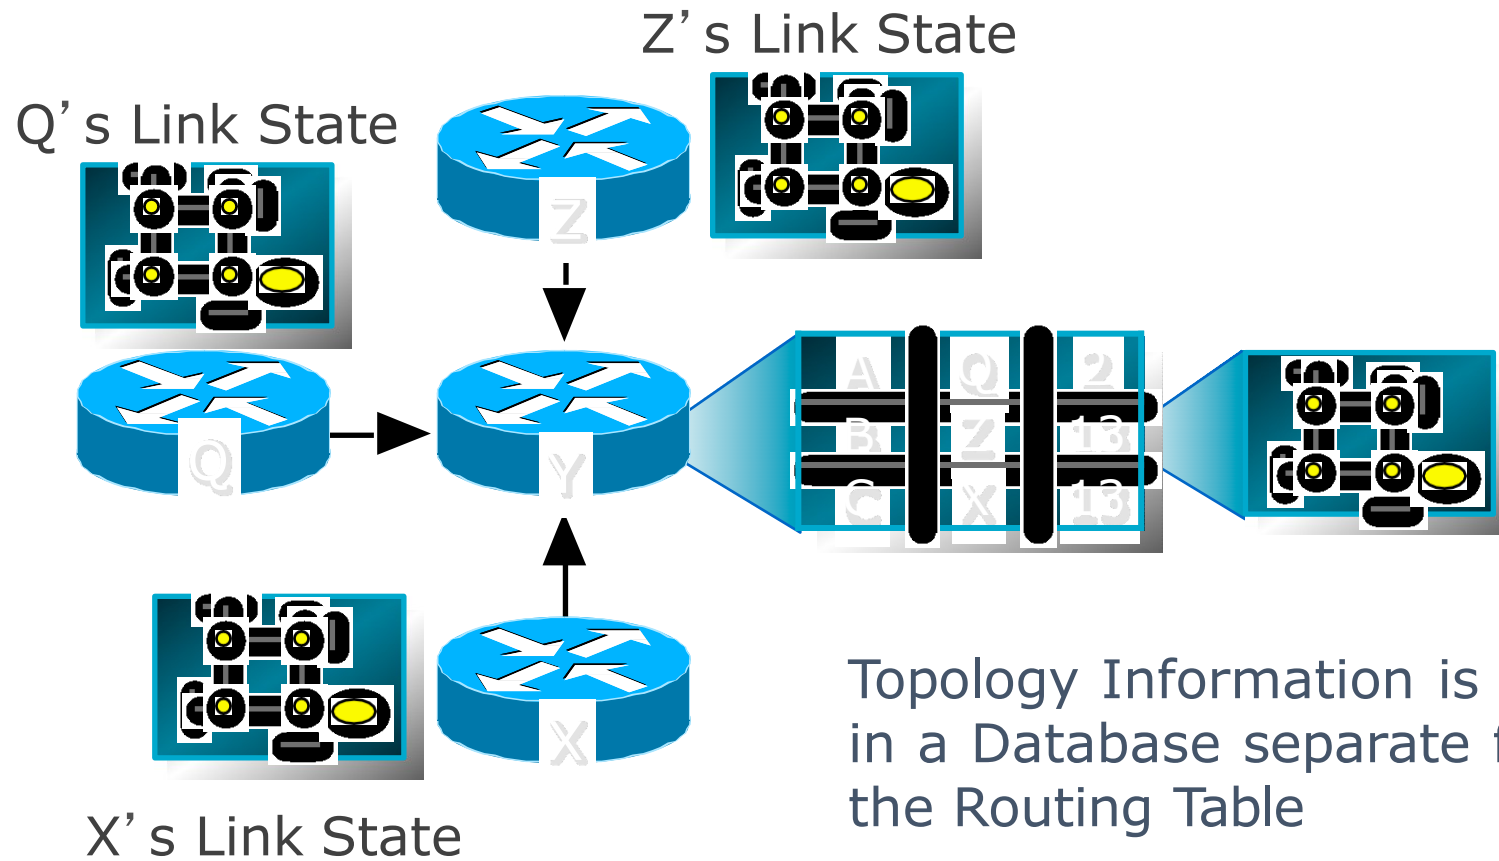 Z’s Link State
Q’s Link State
Z
A Q 2
B Z 13
C X 13
Q
Y
X
Topology Information is
in a Database separate
the Routing Table
X’s Link State